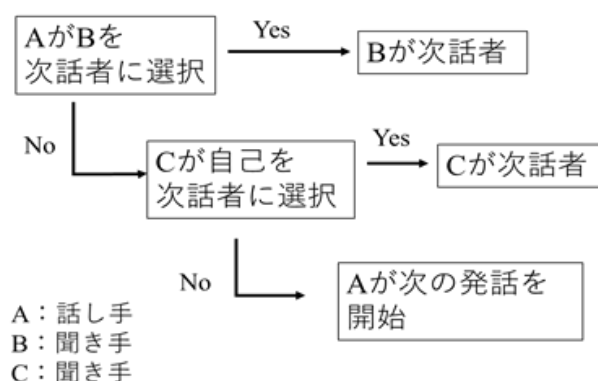 AがBを
次話者に選択
Yes
Bが次話者
No
Cが自己を
次話者に選択
Yes
Cが次話者
No
Aが次の発話を
開始
A：話し手
B：聞き手
C：聞き手